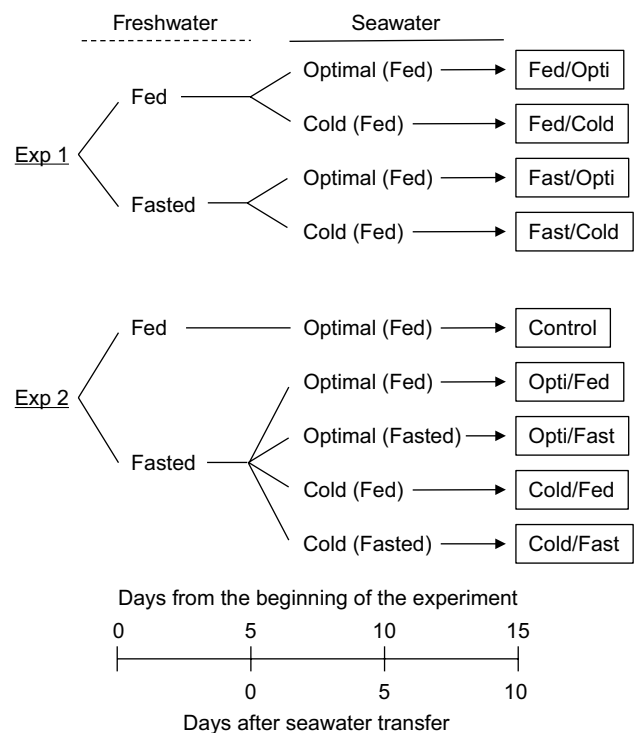 Freshwater Seawater
Optimal (Fed) Fed/Opti
Fed
Cold (Fed) Fed/Cold
Exp 1
Optimal (Fed) Fast/Opti
Fasted
Cold (Fed) Fast/Cold
Fed Optimal (Fed) Control
Optimal (Fed) Opti/Fed
Exp 2
Optimal (Fasted) Opti/Fast
Fasted
Cold (Fed) Cold/Fed
Cold (Fasted) Cold/Fast
Days from the beginning of the experiment
0 5 10 15
0 5 10
Days after seawater transfer